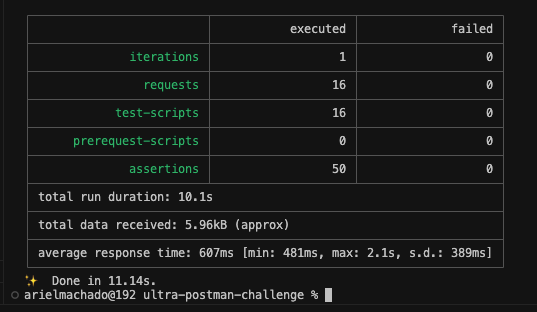 executed failed
iterations 1 0
requests 16 0
test-scripts 16 0
prerequest-scripts 0 0
assertions 50 0
total run duration: 10.1s
total data received: 5.96kB (approx)
average response time: 607ms [min: 481ms, max: 2.1s, s.d.: 389ms]
✨ Done in 11.14s.
arielmachado@192 ultra-postman-challenge %